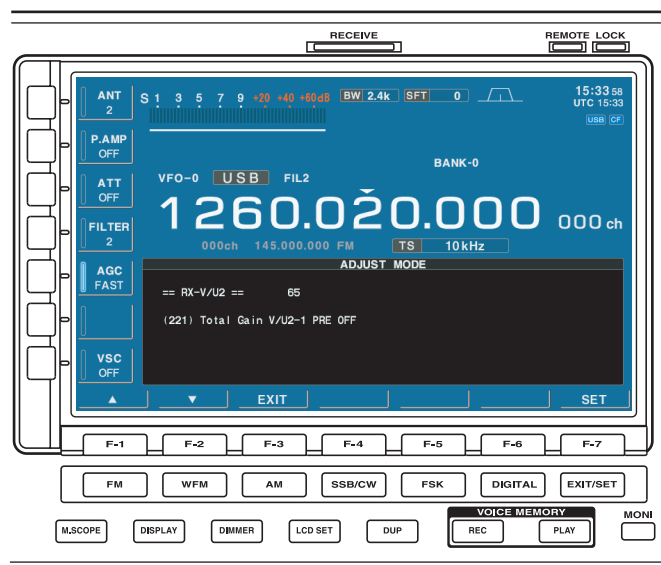 RECEIVE
REMOTE LOCK
ANT
2
S 1 3 5 7 9 +20 +40 +60dB
BW 2.4k
SFT 0
15:33 58
UTC 15:33
USB CF
P.AMP
OFF
BANK-0
ATT
OFF
VFO-0 USB FIL2
1260.020.000 000 ch
FILTER
2
000ch 145.000.000 FM
TS 10kHz
ADJUST MODE
AGC
FAST
== RX-V/U2 == 65
(221) Total Gain V/U2-1 PRE OFF
VSC
OFF
▲ ▼ EXIT SET
F-1 F-2 F-3 F-4 F-5 F-6 F-7
FM WFM AM SSB/CW FSK DIGITAL EXIT/SET
VOICE MEMORY
MONI
M.SCOPE DISPLAY DIMMER LCD SET DUP REC PLAY